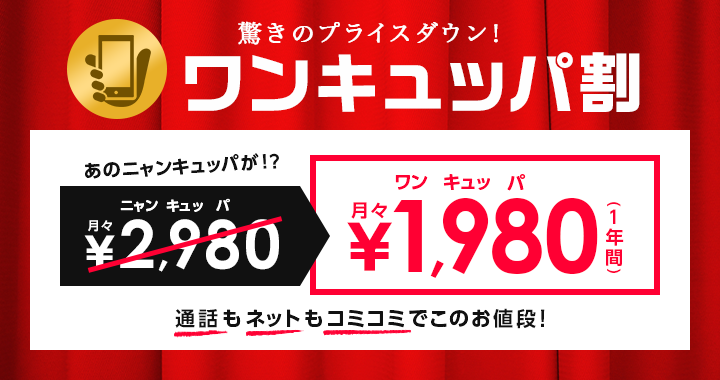 驚きのプライスダウン!
ワンキュッパ割
あのニャンキュッパが!?
ニャン キュッ パ
月々
¥2,980
ワン キュッ パ
月々
¥1,980
(1年間)
通話もネットもコミコミでこのお値段!